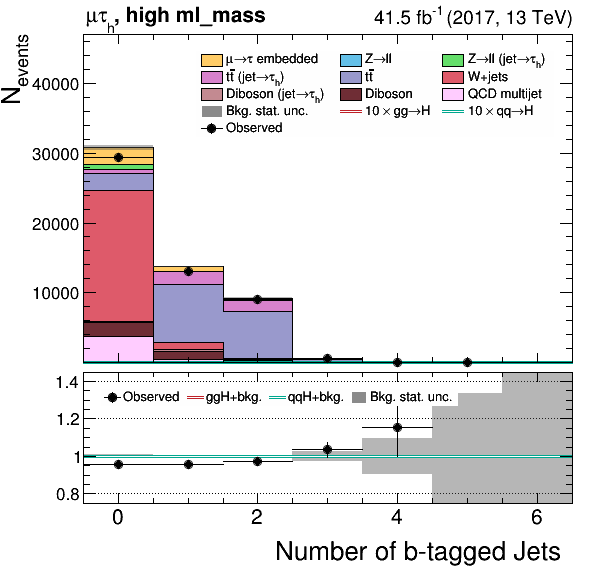 μτh, high ml_mass 41.5 fb⁻¹ (2017, 13 TeV)
Nevents
μ→τ embedded Z→ll Z→ll (jet→τh)
tt̄ (jet→τh) tt̄ W+jets
Diboson (jet→τh) Diboson QCD multijet
Bkg. stat. unc. 10 × gg→H 10 × qq→H
Observed
40000
30000
20000
10000
1.4
Observed ggH+bkg. qqH+bkg. Bkg. stat. unc.
1.2
1
0.8
0 2 4 6
Number of b-tagged Jets